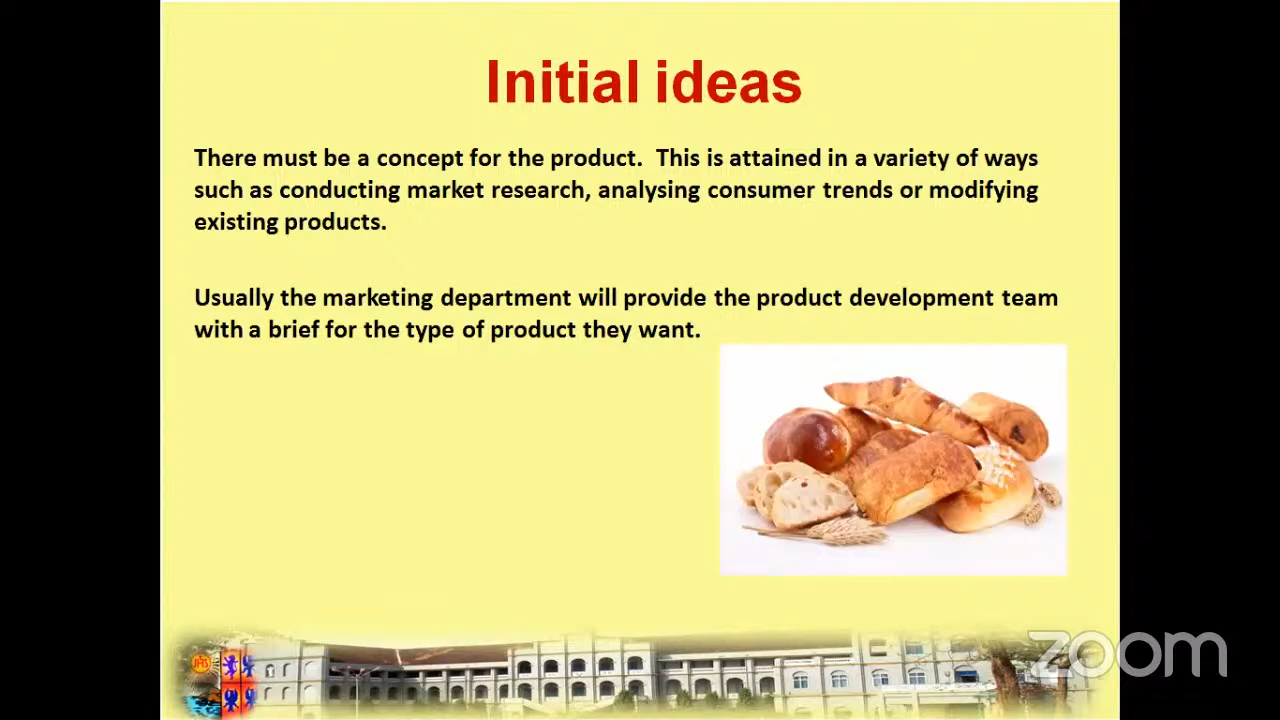 Initial ideas
There must be a concept for the product.  This is attained in a variety of ways
such as conducting market research, analysing consumer trends or modifying
existing products.
Usually the marketing department will provide the product development team
with a brief for the type of product they want.
JHS
zoom